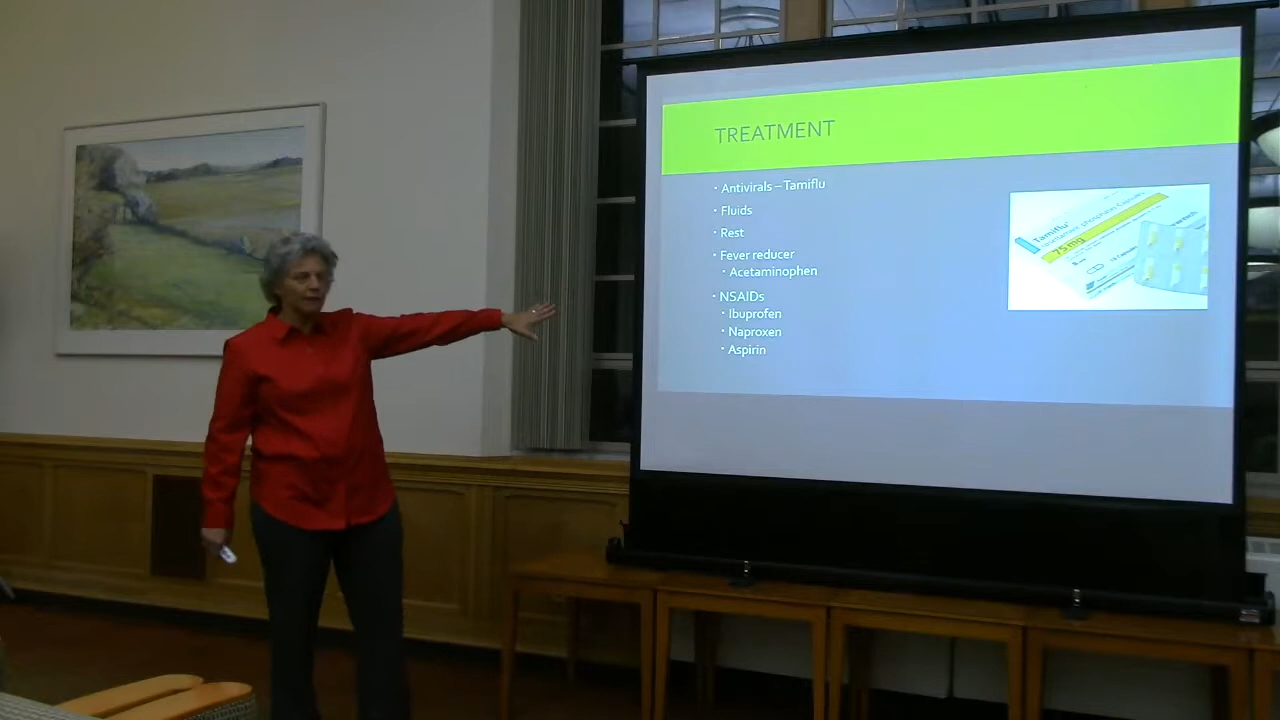 TREATMENT
· Antivirals – Tamiflu
· Fluids
· Rest
· Fever reducer
· Acetaminophen
· NSAIDs
· Ibuprofen
· Naproxen
· Aspirin
Tamiflu
75 mg